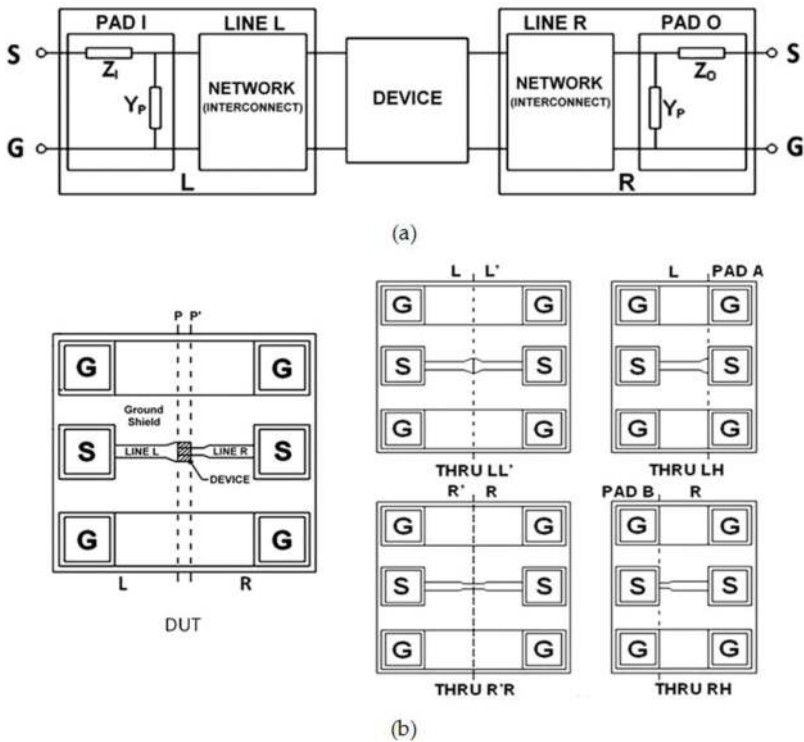 PAD I LINE L LINE R PAD O
S Z_I Z_O S
Y_P NETWORK (INTERCONNECT) DEVICE NETWORK (INTERCONNECT) Y_P
G G
L R
(a)
P P'
G G
Ground Shield
S LINE L LINE R S
DEVICE
G G
L R
DUT
L L'
G G
S S
G G
THRU LL'
L PAD A
G G
S S
G G
THRU LH
R' R
G G
S S
G G
THRU R'R
PAD B R
G G
S S
G G
THRU RH
(b)